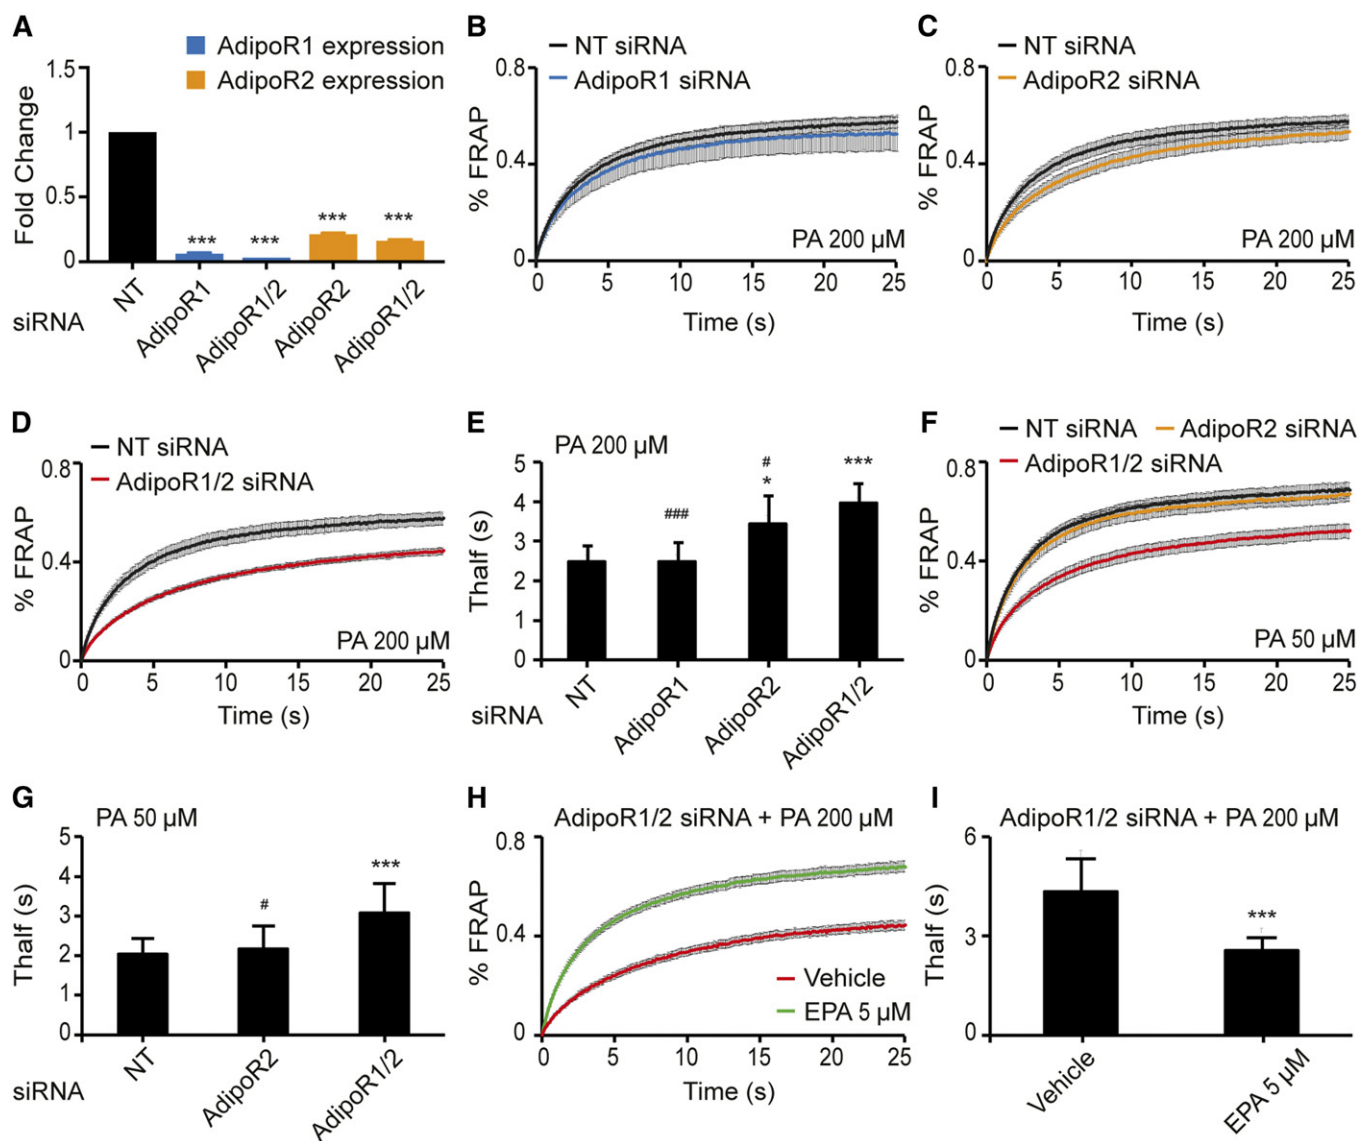 A
AdipoR1 expression
AdipoR2 expression
Fold Change
1.5
1
0.5
0
***
***
***
***
siRNA
NT
AdipoR1
AdipoR1/2
AdipoR2
AdipoR1/2
B
NT siRNA
AdipoR1 siRNA
% FRAP
0.8
0.4
0
PA 200 µM
0 5 10 15 20 25
Time (s)
C
NT siRNA
AdipoR2 siRNA
% FRAP
0.8
0.4
0
PA 200 µM
0 5 10 15 20 25
Time (s)
D
NT siRNA
AdipoR1/2 siRNA
% FRAP
0.8
0.4
0
PA 200 µM
0 5 10 15 20 25
Time (s)
E
PA 200 µM
Thalf (s)
5
4
3
2
1
0
###
#
*
***
siRNA
NT
AdipoR1
AdipoR2
AdipoR1/2
F
NT siRNA
AdipoR2 siRNA
AdipoR1/2 siRNA
% FRAP
0.8
0.4
0
PA 50 µM
0 5 10 15 20 25
Time (s)
G
PA 50 µM
Thalf (s)
5
4
3
2
1
0
#
***
siRNA
NT
AdipoR2
AdipoR1/2
H
AdipoR1/2 siRNA + PA 200 µM
% FRAP
0.8
0.4
0
Vehicle
EPA 5 µM
0 5 10 15 20 25
Time (s)
I
AdipoR1/2 siRNA + PA 200 µM
Thalf (s)
6
3
0
***
Vehicle
EPA 5 µM